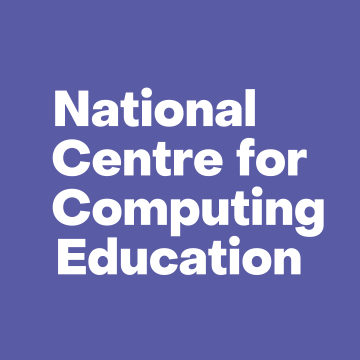 National
Centre for
Computing
Education